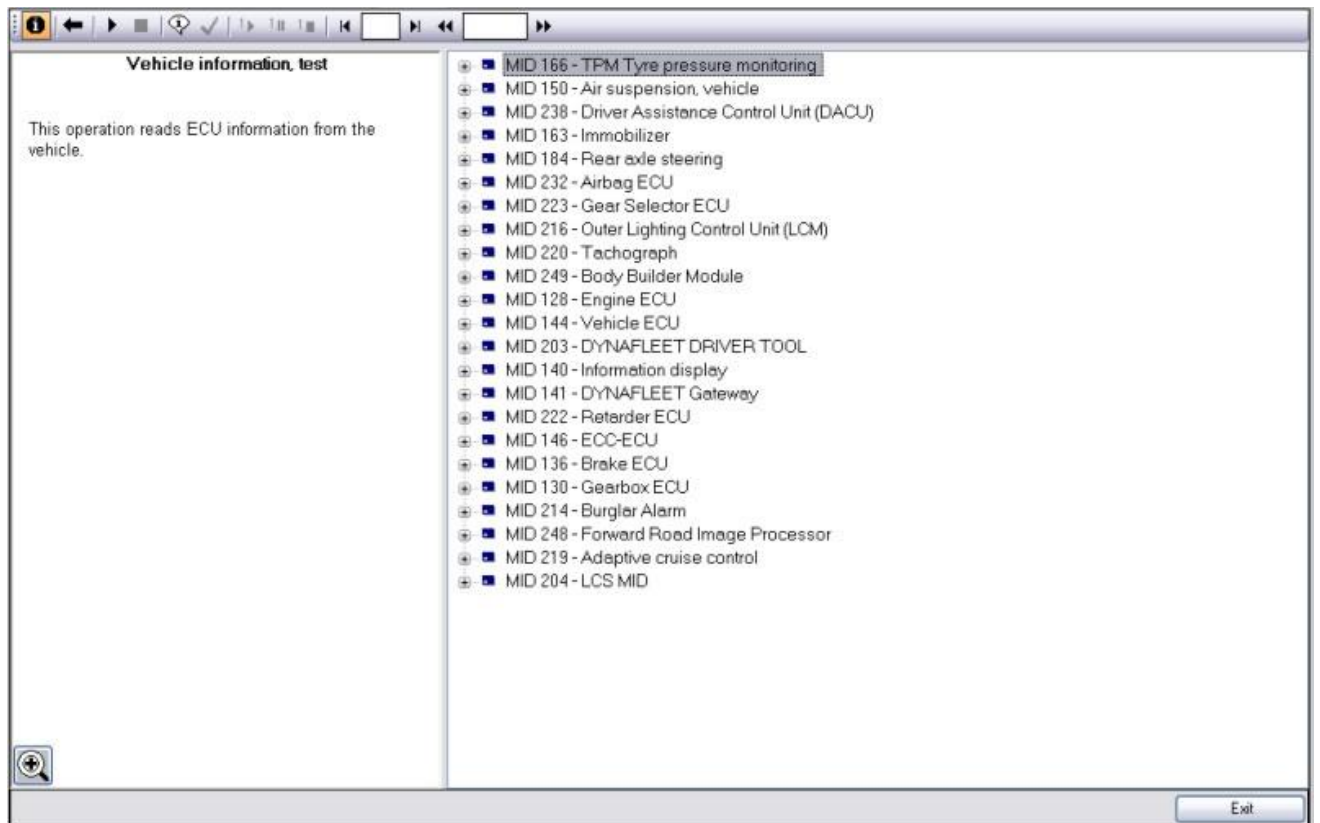 Vehicle information, test
This operation reads ECU information from the
vehicle.
MID 166 - TPM Tyre pressure monitoring
MID 150 - Air suspension, vehicle
MID 238 - Driver Assistance Control Unit (DACU)
MID 163 - Immobilizer
MID 184 - Rear axle steering
MID 232 - Airbag ECU
MID 223 - Gear Selector ECU
MID 216 - Outer Lighting Control Unit (LCM)
MID 220 - Tachograph
MID 249 - Body Builder Module
MID 128 - Engine ECU
MID 144 - Vehicle ECU
MID 203 - DYNAFLEET DRIVER TOOL
MID 140 - Information display
MID 141 - DYNAFLEET Gateway
MID 222 - Retarder ECU
MID 146 - ECC-ECU
MID 136 - Brake ECU
MID 130 - Gearbox ECU
MID 214 - Burglar Alarm
MID 248 - Forward Road Image Processor
MID 219 - Adaptive cruise control
MID 204 - LCS MID
Exit